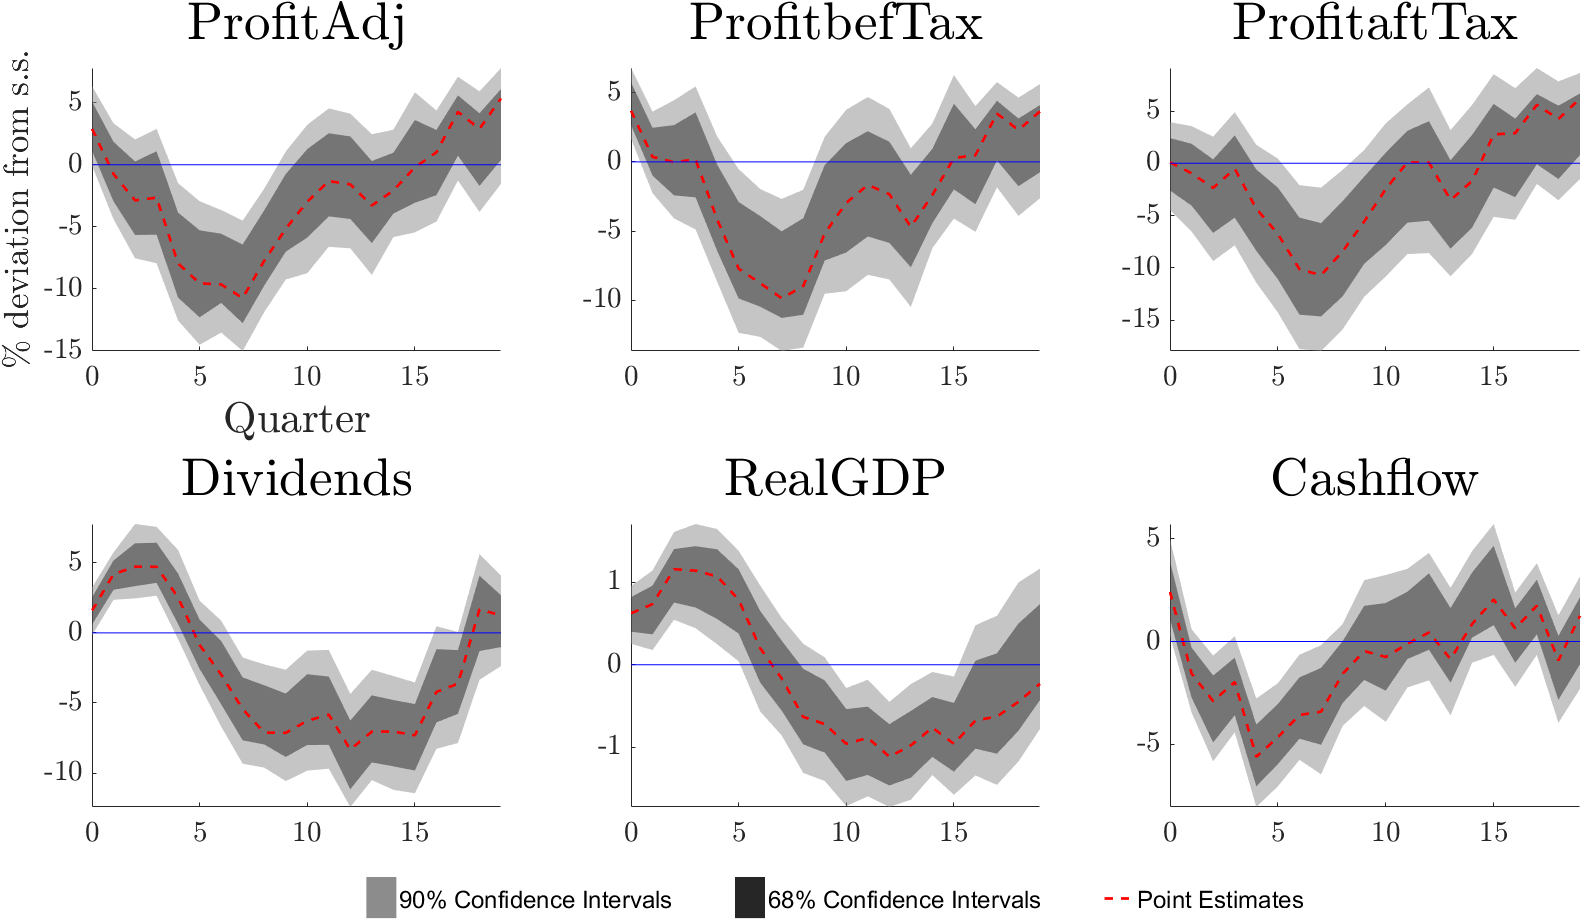 ProfitAdj
ProfitbefTax
ProfitaftTax
% deviation from s.s.
5
0
-5
-10
-15
0 5 10 15
5
0
-5
-10
0 5 10 15
5
0
-5
-10
-15
0 5 10 15
Quarter
Dividends
RealGDP
Cashflow
5
0
-5
-10
0 5 10 15
1
0
-1
0 5 10 15
5
0
-5
0 5 10 15
90% Confidence Intervals
68% Confidence Intervals
Point Estimates